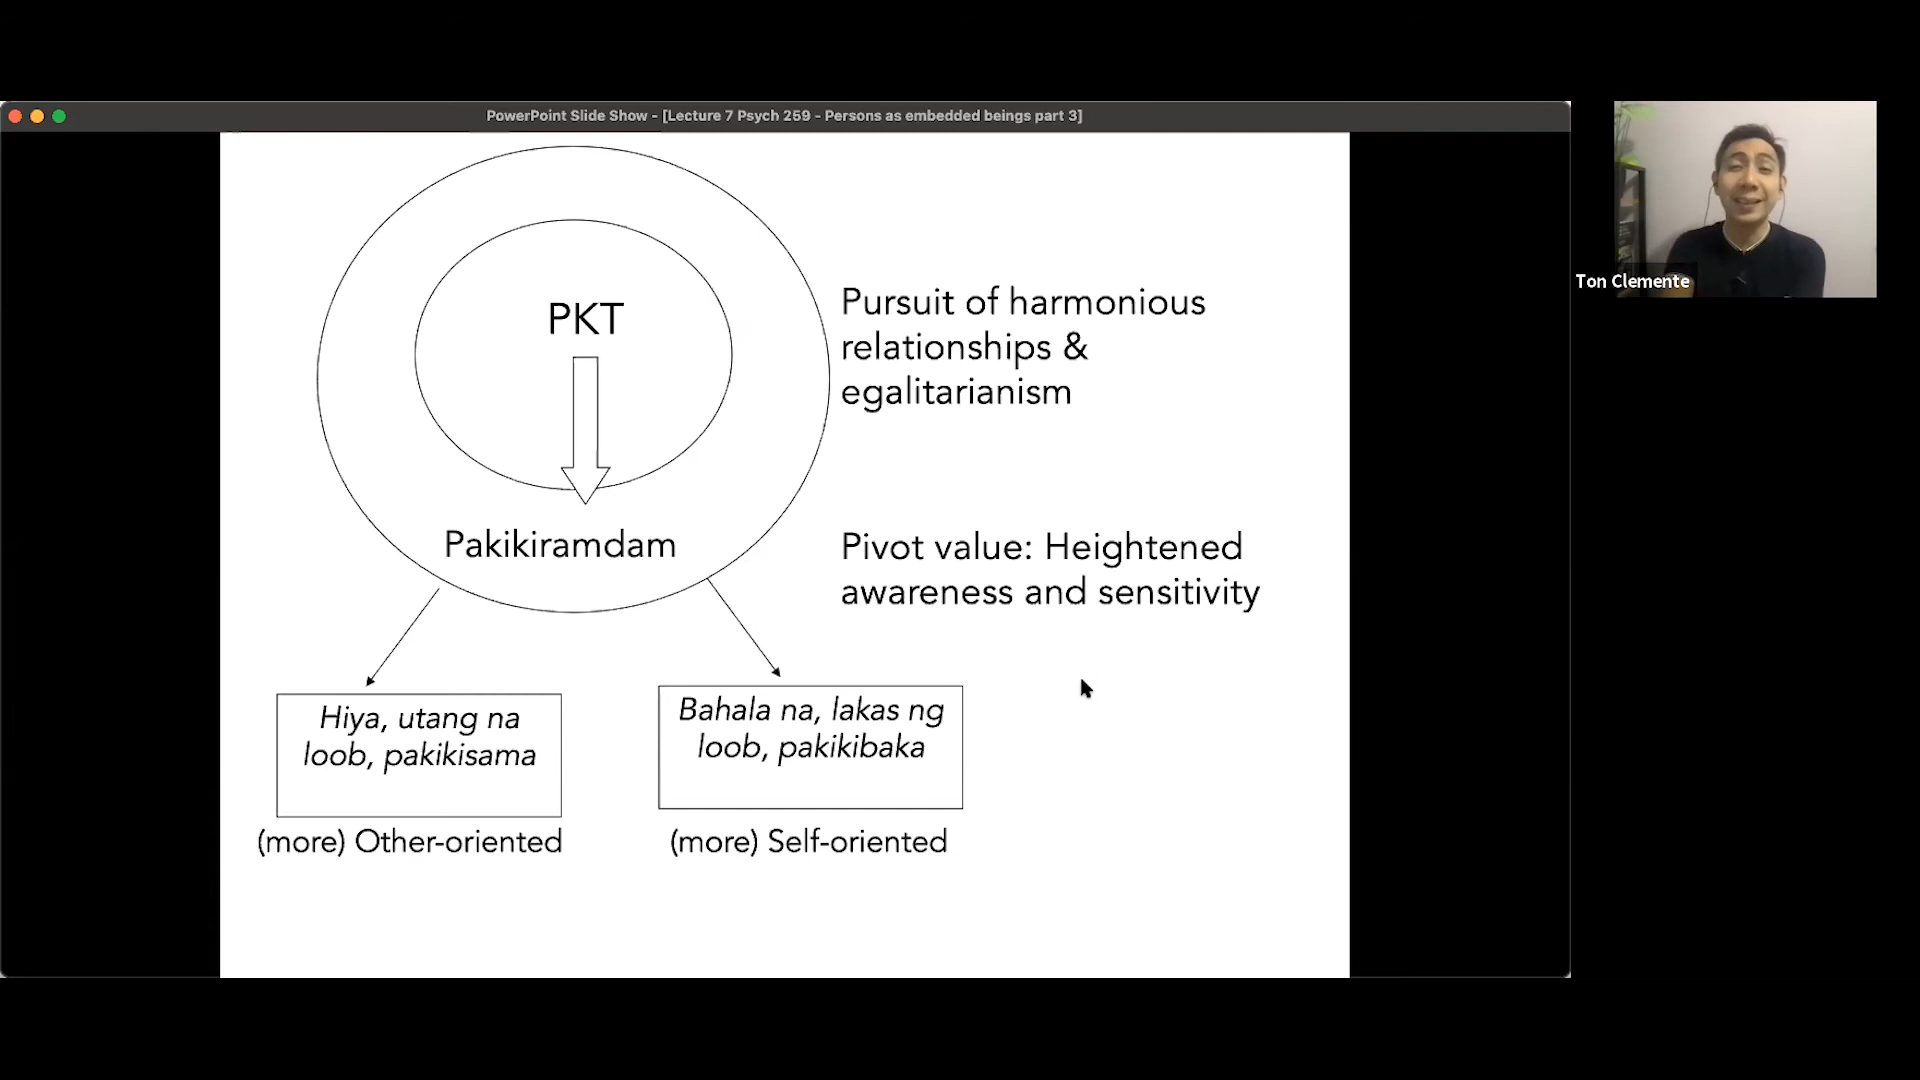 PowerPoint Slide Show - [Lecture 7 Psych 259 - Persons as embedded beings part 3]
PKT
Pursuit of harmonious
relationships &
egalitarianism
Pakikiramdam
Pivot value: Heightened
awareness and sensitivity
Hiya, utang na
loob, pakikisama
(more) Other-oriented
Bahala na, lakas ng
loob, pakikibaka
(more) Self-oriented
Ton Clemente